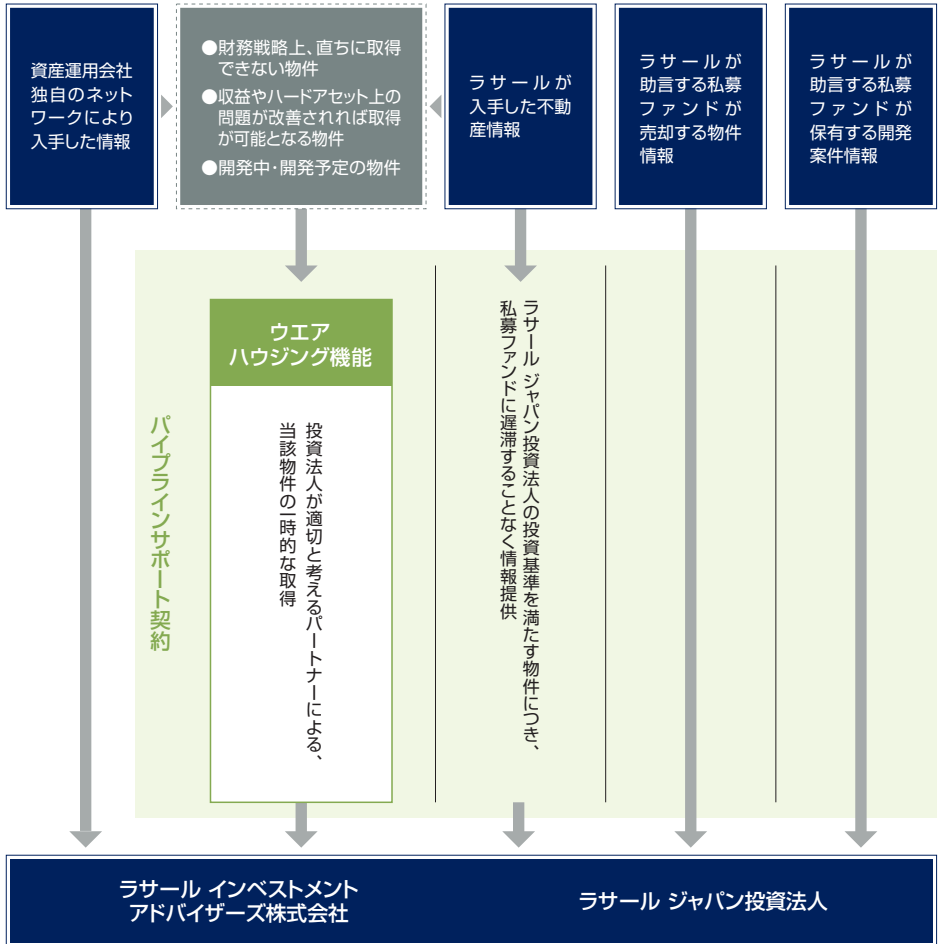 資産運用会社
独自のネット
ワークにより
入手した情報
●財務戦略上、直ちに取得
できない物件
●収益やハードアセット上の
問題が改善されれば取得
が可能となる物件
●開発中・開発予定の物件
ラサールが
入手した不動
産情報
ラサールが
助言する私募
ファンドが
売却する物件
情報
ラサールが
助言する私募
ファンドが
保有する開発
案件情報
パイプラインサポート契約
ウエア
ハウジング機能
投資法人が適切と考えるパートナーによる、
当該物件の一時的な取得
ラサール ジャパン投資法人の投資基準を満たす物件につき、
私募ファンドに遅滞することなく情報提供
ラサール インベストメント
アドバイザーズ株式会社
ラサール ジャパン投資法人